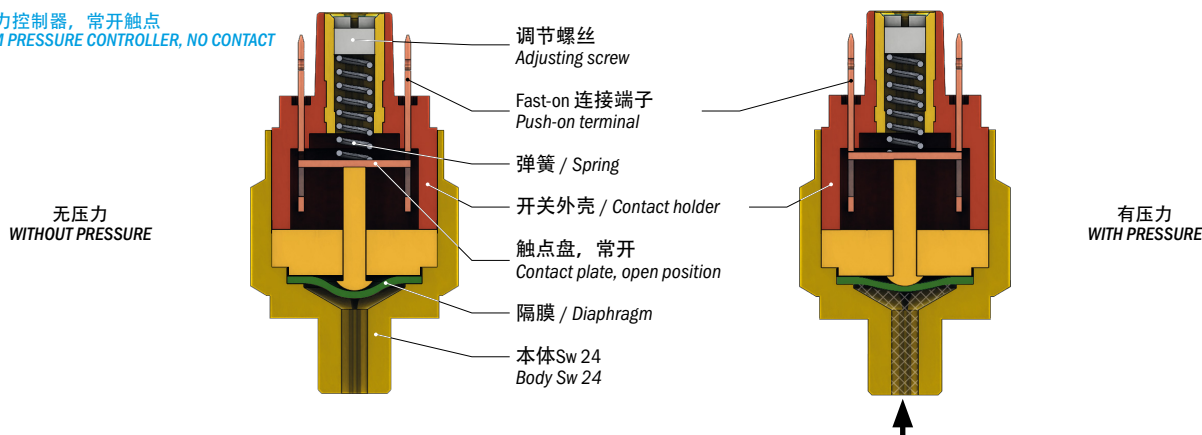 力控制器，常开触点
PRESSURE CONTROLLER, NO CONTACT
调节螺丝
Adjusting screw
Fast-on 连接端子
Push-on terminal
弹簧 / Spring
开关外壳 / Contact holder
无压力
WITHOUT PRESSURE
有压力
WITH PRESSURE
触点盘，常开
Contact plate, open position
隔膜 / Diaphragm
本体Sw 24
Body Sw 24